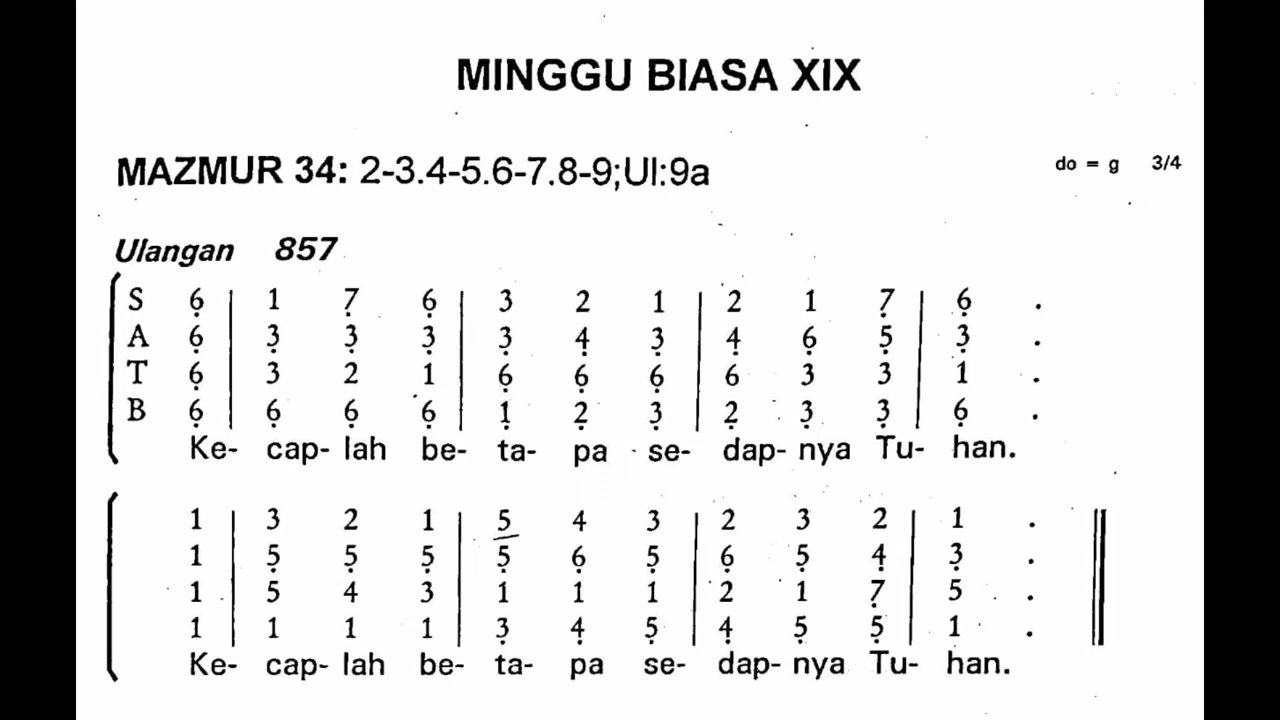 MINGGU BIASA XIX
MAZMUR 34: 2-3.4-5.6-7.8-9;Ul:9a do = g 3/4
Ulangan 857
S 6̣ | 1 7̣ 6̣ | 3 2 1 | 2 1 7̣ | 6̣ .
A 6̣ | 3̣ 3̣ 3̣ | 3̣ 4̣ 3̣ | 4̣ 6̣ 5̣ | 3̣ .
T 6̣ | 3 2 1 | 6̣ 6̣ 6̣ | 6 3 3 | 1 .
B 6̣ | 6̣ 6̣ 6̣ | 1̣ 2̣ 3̣ | 2̣ 3̣ 3̣ | 6̣ .
Ke- cap- lah be- ta- pa se- dap- nya Tu- han.
1 | 3 2 1 | 5 4 3 | 2 3 2 | 1 . ||
1 | 5̣ 5̣ 5̣ | 5̣ 6̣ 5̣ | 6̣ 5̣ 4̣ | 3̣ . ||
1 | 5 4 3 | 1 1 1 | 2 1 7̣ | 5 . ||
1 | 1 1 1 | 3̣ 4̣ 5̣ | 4̣ 5̣ 5̣ | 1 . ||
Ke- cap- lah be- ta- pa se- dap- nya Tu- han.